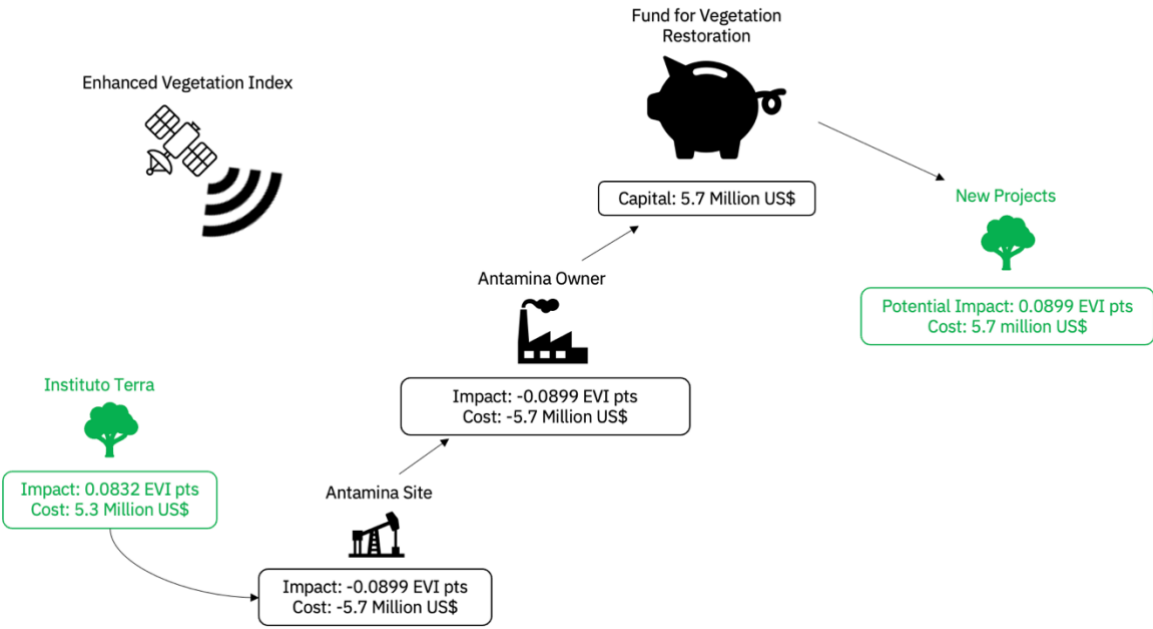 Fund for Vegetation
Restoration
Enhanced Vegetation Index
Capital: 5.7 Million US$
New Projects
Potential Impact: 0.0899 EVI pts
Cost: 5.7 million US$
Antamina Owner
Impact: -0.0899 EVI pts
Cost: -5.7 Million US$
Instituto Terra
Impact: 0.0832 EVI pts
Cost: 5.3 Million US$
Antamina Site
Impact: -0.0899 EVI pts
Cost: -5.7 Million US$